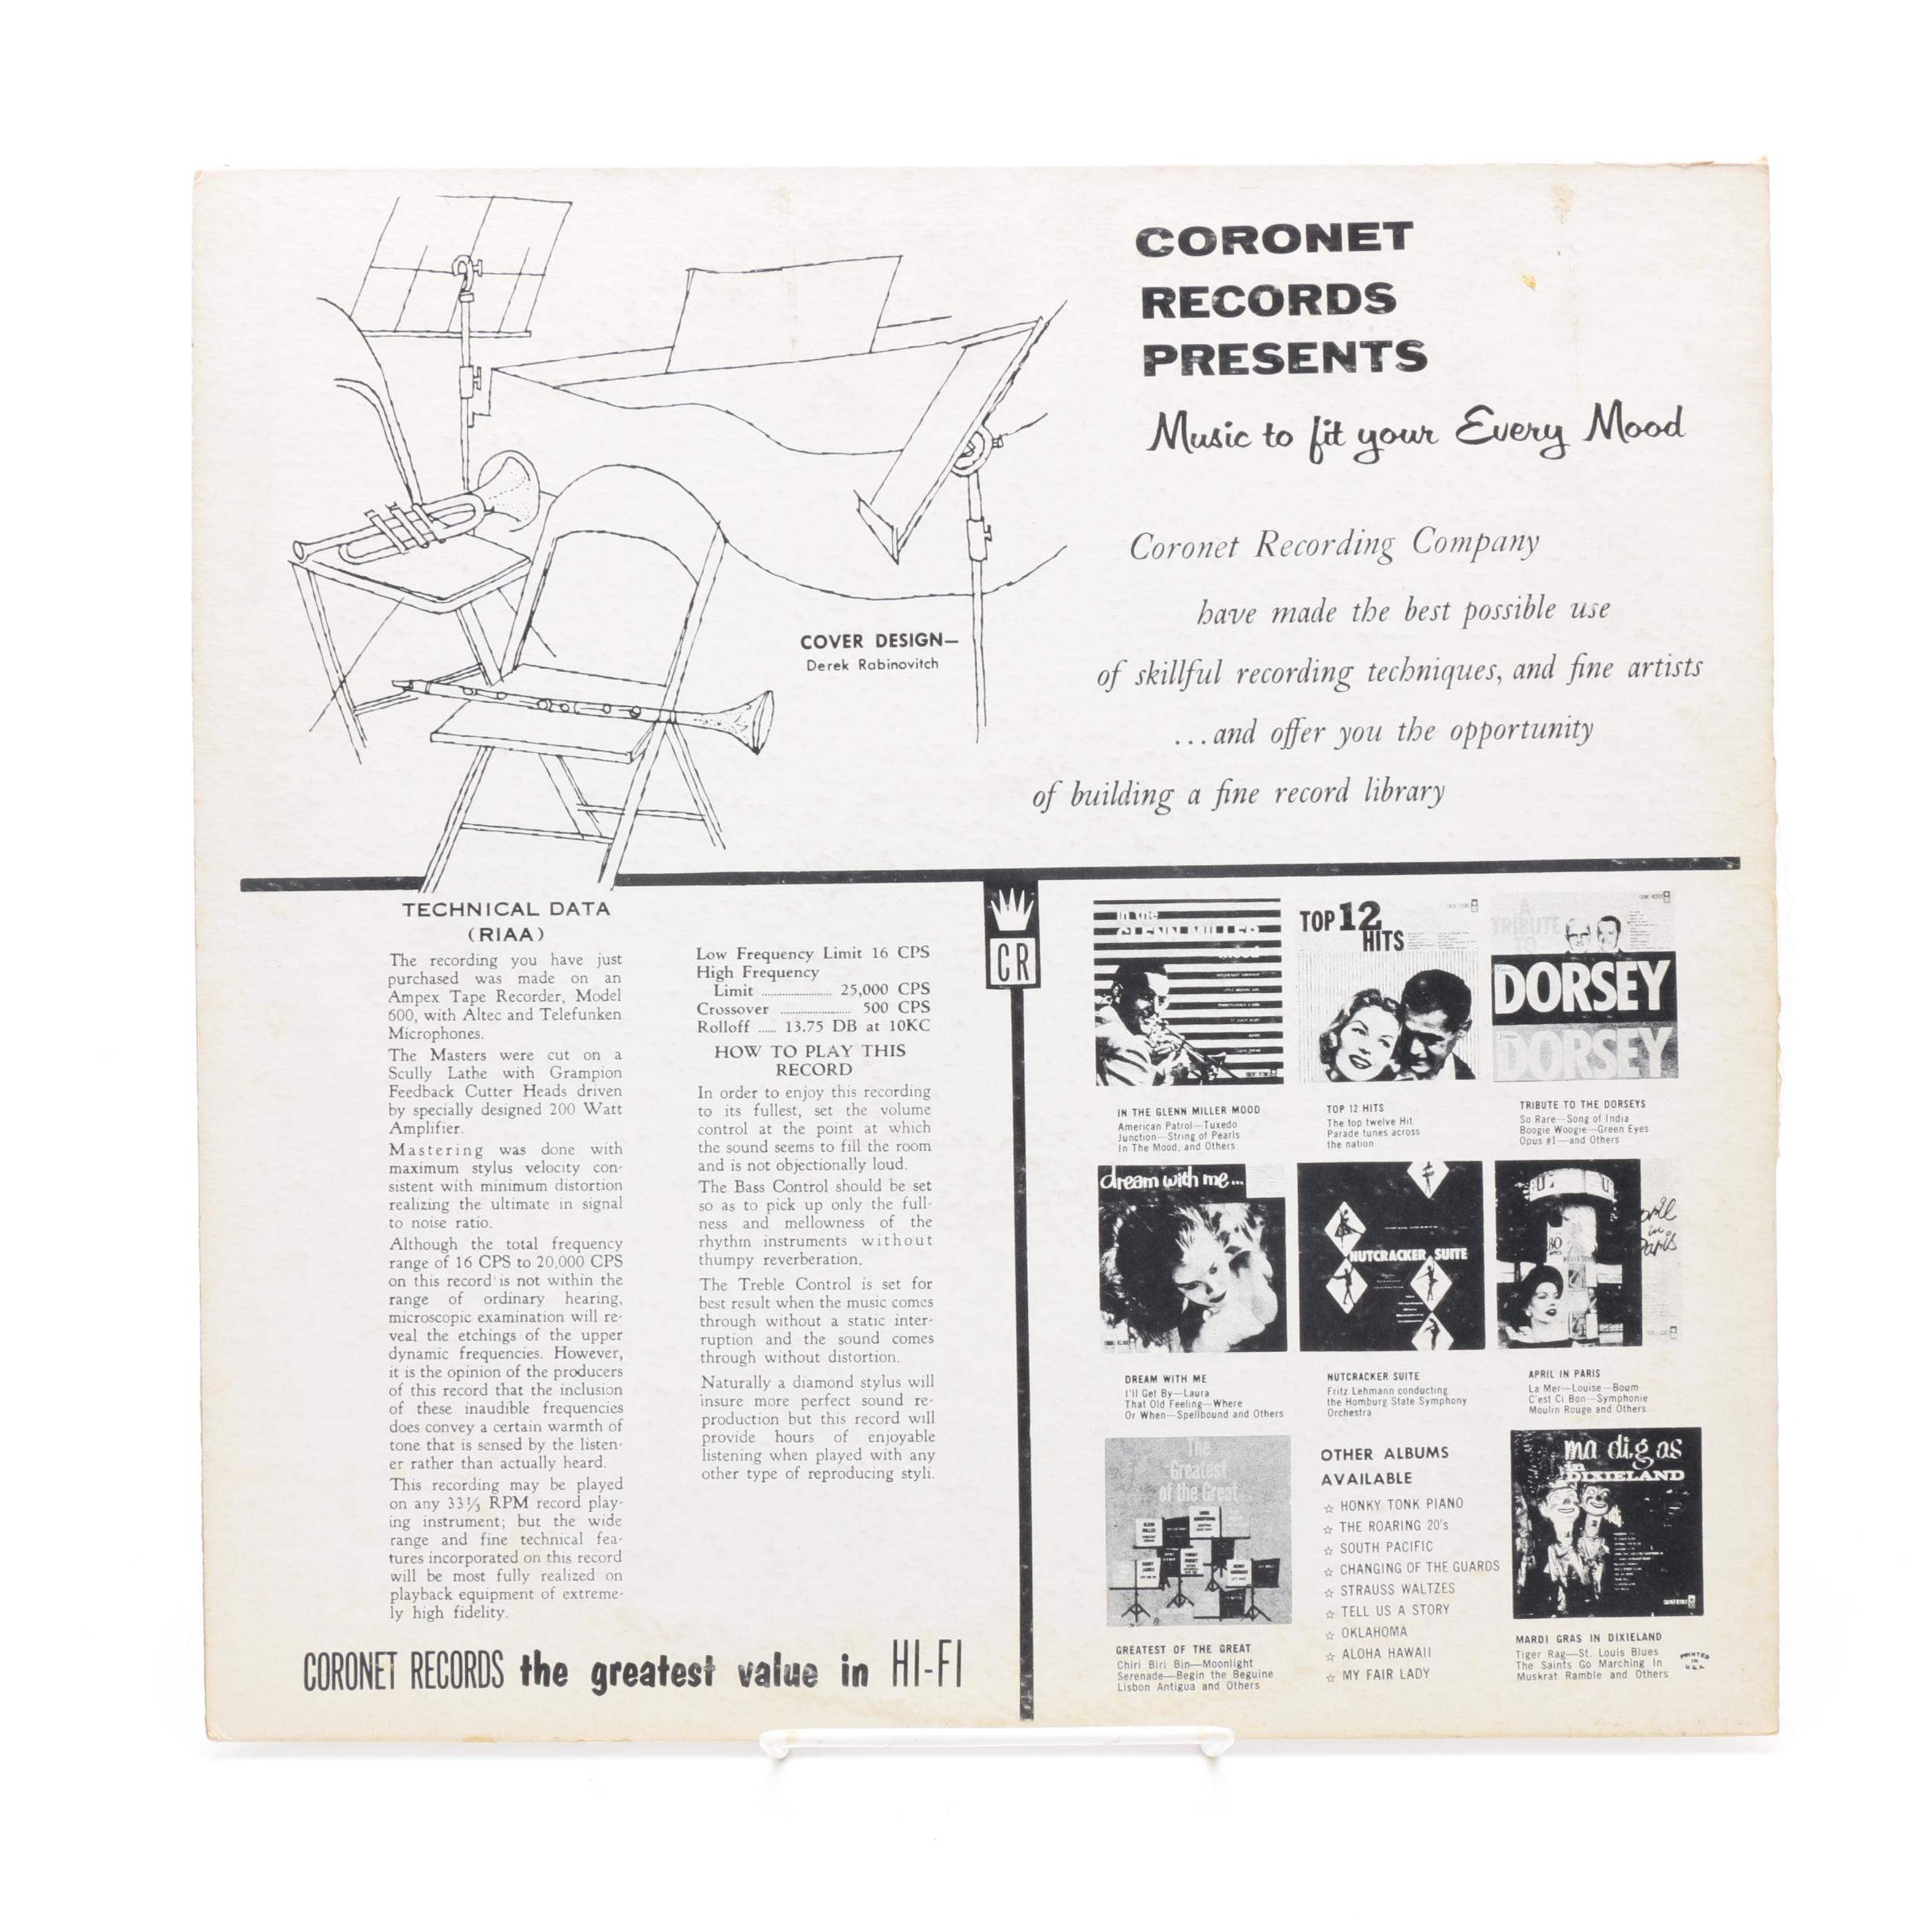 CORONET
RECORDS
PRESENTS
Music to fit your Every Mood
Coronet Recording Company
have made the best possible use
of skillful recording techniques, and fine artists
...and offer you the opportunity
of building a fine record library
COVER DESIGN—
Derek Rabinovitch
TECHNICAL DATA
(RIAA)
The recording you have just
purchased was made on an
Ampex Tape Recorder, Model
600, with Altec and Telefunken
Microphones.
The Masters were cut on a
Scully Lathe with Grampion
Feedback Cutter Heads driven
by specially designed 200 Watt
Amplifier.
Mastering was done with
maximum stylus velocity con-
sistent with minimum distortion
realizing the ultimate in signal
to noise ratio.
Although the total frequency
range of 16 CPS to 20,000 CPS
on this record is not within the
range of ordinary hearing,
microscopic examination will re-
veal the etchings of the upper
dynamic frequencies. However,
it is the opinion of the producers
of this record that the inclusion
of these inaudible frequencies
does convey a certain warmth of
tone that is sensed by the listen-
er rather than actually heard.
This recording may be played
on any 33⅓ RPM record play-
ing instrument; but the wide
range and fine technical fea-
tures incorporated on this record
will be most fully realized on
playback equipment of extreme-
ly high fidelity.
Low Frequency Limit 16 CPS
High Frequency
Limit ........................ 25,000 CPS
Crossover ........................ 500 CPS
Rolloff ...... 13.75 DB at 10KC
HOW TO PLAY THIS
RECORD
In order to enjoy this recording
to its fullest, set the volume
control at the point at which
the sound seems to fill the room
and is not objectionally loud.
The Bass Control should be set
so as to pick up only the full-
ness and mellowness of the
rhythm instruments without
thumpy reverberation.
The Treble Control is set for
best result when the music comes
through without a static inter-
ruption and the sound comes
through without distortion.
Naturally a diamond stylus will
insure more perfect sound re-
production but this record will
provide hours of enjoyable
listening when played with any
other type of reproducing styli.
CORONET RECORDS the greatest value in HI-FI
CR
in the
GLENN MILLER
MOOD
TOP 12
HITS
A
TRIBUTE
TO
DORSEY
DORSEY
IN THE GLENN MILLER MOOD
American Patrol—Tuxedo
Junction—String of Pearls
In The Mood, and Others
TOP 12 HITS
The top twelve Hit
Parade tunes across
the nation
TRIBUTE TO THE DORSEYS
So Rare—Song of India
Boogie Woogie—Green Eyes
Opus #1—and Others
dream with me...
NUTCRACKER SUITE
april
in
Paris
DREAM WITH ME
I'll Get By—Laura
That Old Feeling—Where
Or When—Spellbound and Others
NUTCRACKER SUITE
Fritz Lehmann conducting
the Homburg State Symphony
Orchestra
APRIL IN PARIS
La Mer—Louise—Boum
C'est Ci Bon—Symphonie
Moulin Rouge and Others
The
Greatest
of the Great
OTHER ALBUMS
AVAILABLE
☆ HONKY TONK PIANO
☆ THE ROARING 20's
☆ SOUTH PACIFIC
☆ CHANGING OF THE GUARDS
☆ STRAUSS WALTZES
☆ TELL US A STORY
☆ OKLAHOMA
☆ ALOHA HAWAII
☆ MY FAIR LADY
ma di.g as
in
DIXIELAND
GREATEST OF THE GREAT
Chiri Biri Bin—Moonlight
Serenade—Begin the Beguine
Lisbon Antigua and Others
MARDI GRAS IN DIXIELAND
Tiger Rag—St. Louis Blues
The Saints Go Marching In
Muskrat Ramble and Others
PRINTED
IN
U.S.A.